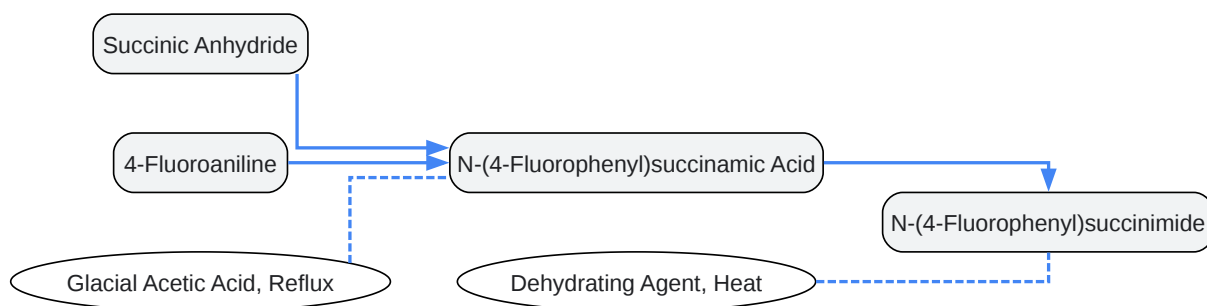 Succinic Anhydride
4-Fluoroaniline
N-(4-Fluorophenyl)succinamic Acid
N-(4-Fluorophenyl)succinimide
Glacial Acetic Acid, Reflux
Dehydrating Agent, Heat